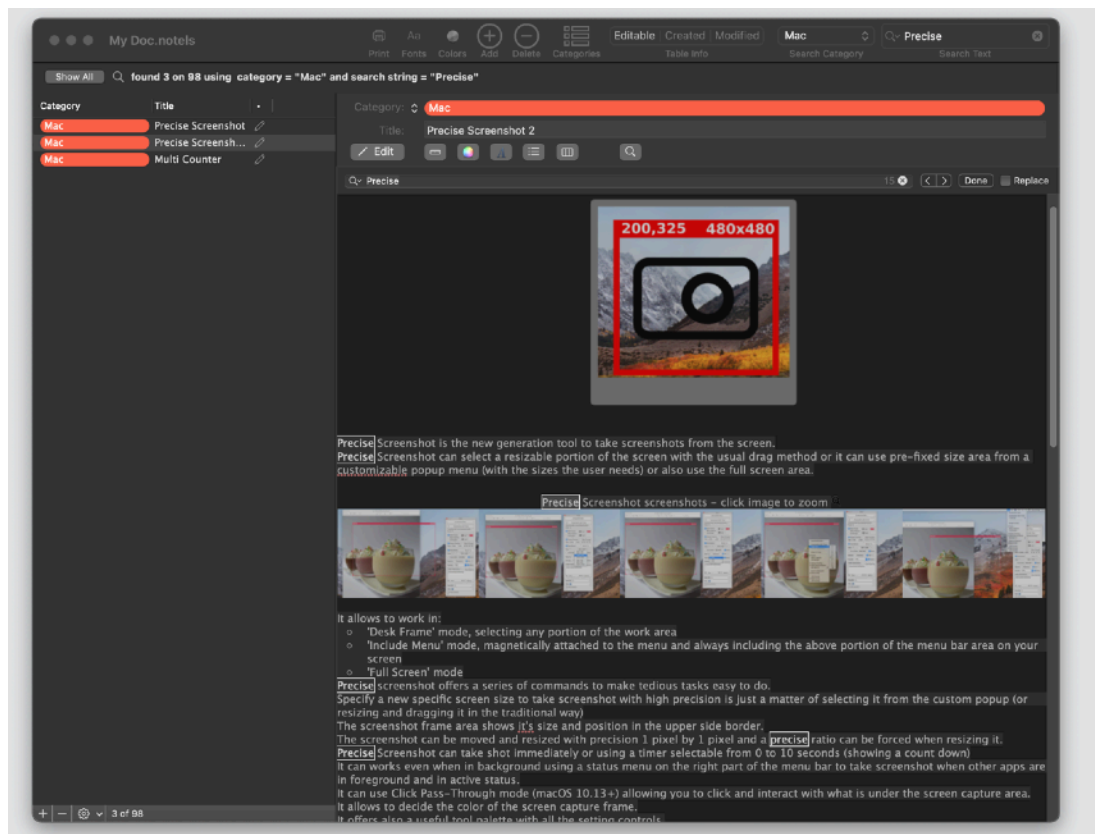 My Doc.notels
Print
Aa
Fonts
Colors
Add
Delete
Categories
Editable Created Modified
Table Info
Mac
Search Category
Precise
Search Text
Show All
found 3 on 98 using category = "Mac" and search string = "Precise"
Category Title
Mac Precise Screenshot
Mac Precise Screensh...
Mac Multi Counter
Category: Mac
Title: Precise Screenshot 2
Edit
Precise
15
Done
Replace
200,325 480x480
Precise Screenshot is the new generation tool to take screenshots from the screen.
Precise Screenshot can select a resizable portion of the screen with the usual drag method or it can use pre-fixed size area from a
customizable popup menu (with the sizes the user needs) or also use the full screen area.
Precise Screenshot screenshots - click image to zoom
It allows to work in:
'Desk Frame' mode, selecting any portion of the work area
'Include Menu' mode, magnetically attached to the menu and always including the above portion of the menu bar area on your
screen
'Full Screen' mode
Precise screenshot offers a series of commands to make tedious tasks easy to do.
Specify a new specific screen size to take screenshot with high precision is just a matter of selecting it from the custom popup (or
resizing and dragging it in the traditional way)
The screenshot frame area shows it's size and position in the upper side border.
The screenshot can be moved and resized with precision 1 pixel by 1 pixel and a precise ratio can be forced when resizing it.
Precise Screenshot can take shot immediately or using a timer selectable from 0 to 10 seconds (showing a count down)
It can works even when in background using a status menu on the right part of the menu bar to take screenshot when other apps are
in foreground and in active status.
It can use Click Pass-Through mode (macOS 10.13+) allowing you to click and interact with what is under the screen capture area.
It allows to decide the color of the screen capture frame.
It offers also a useful tool palette with all the setting controls.
3 of 98